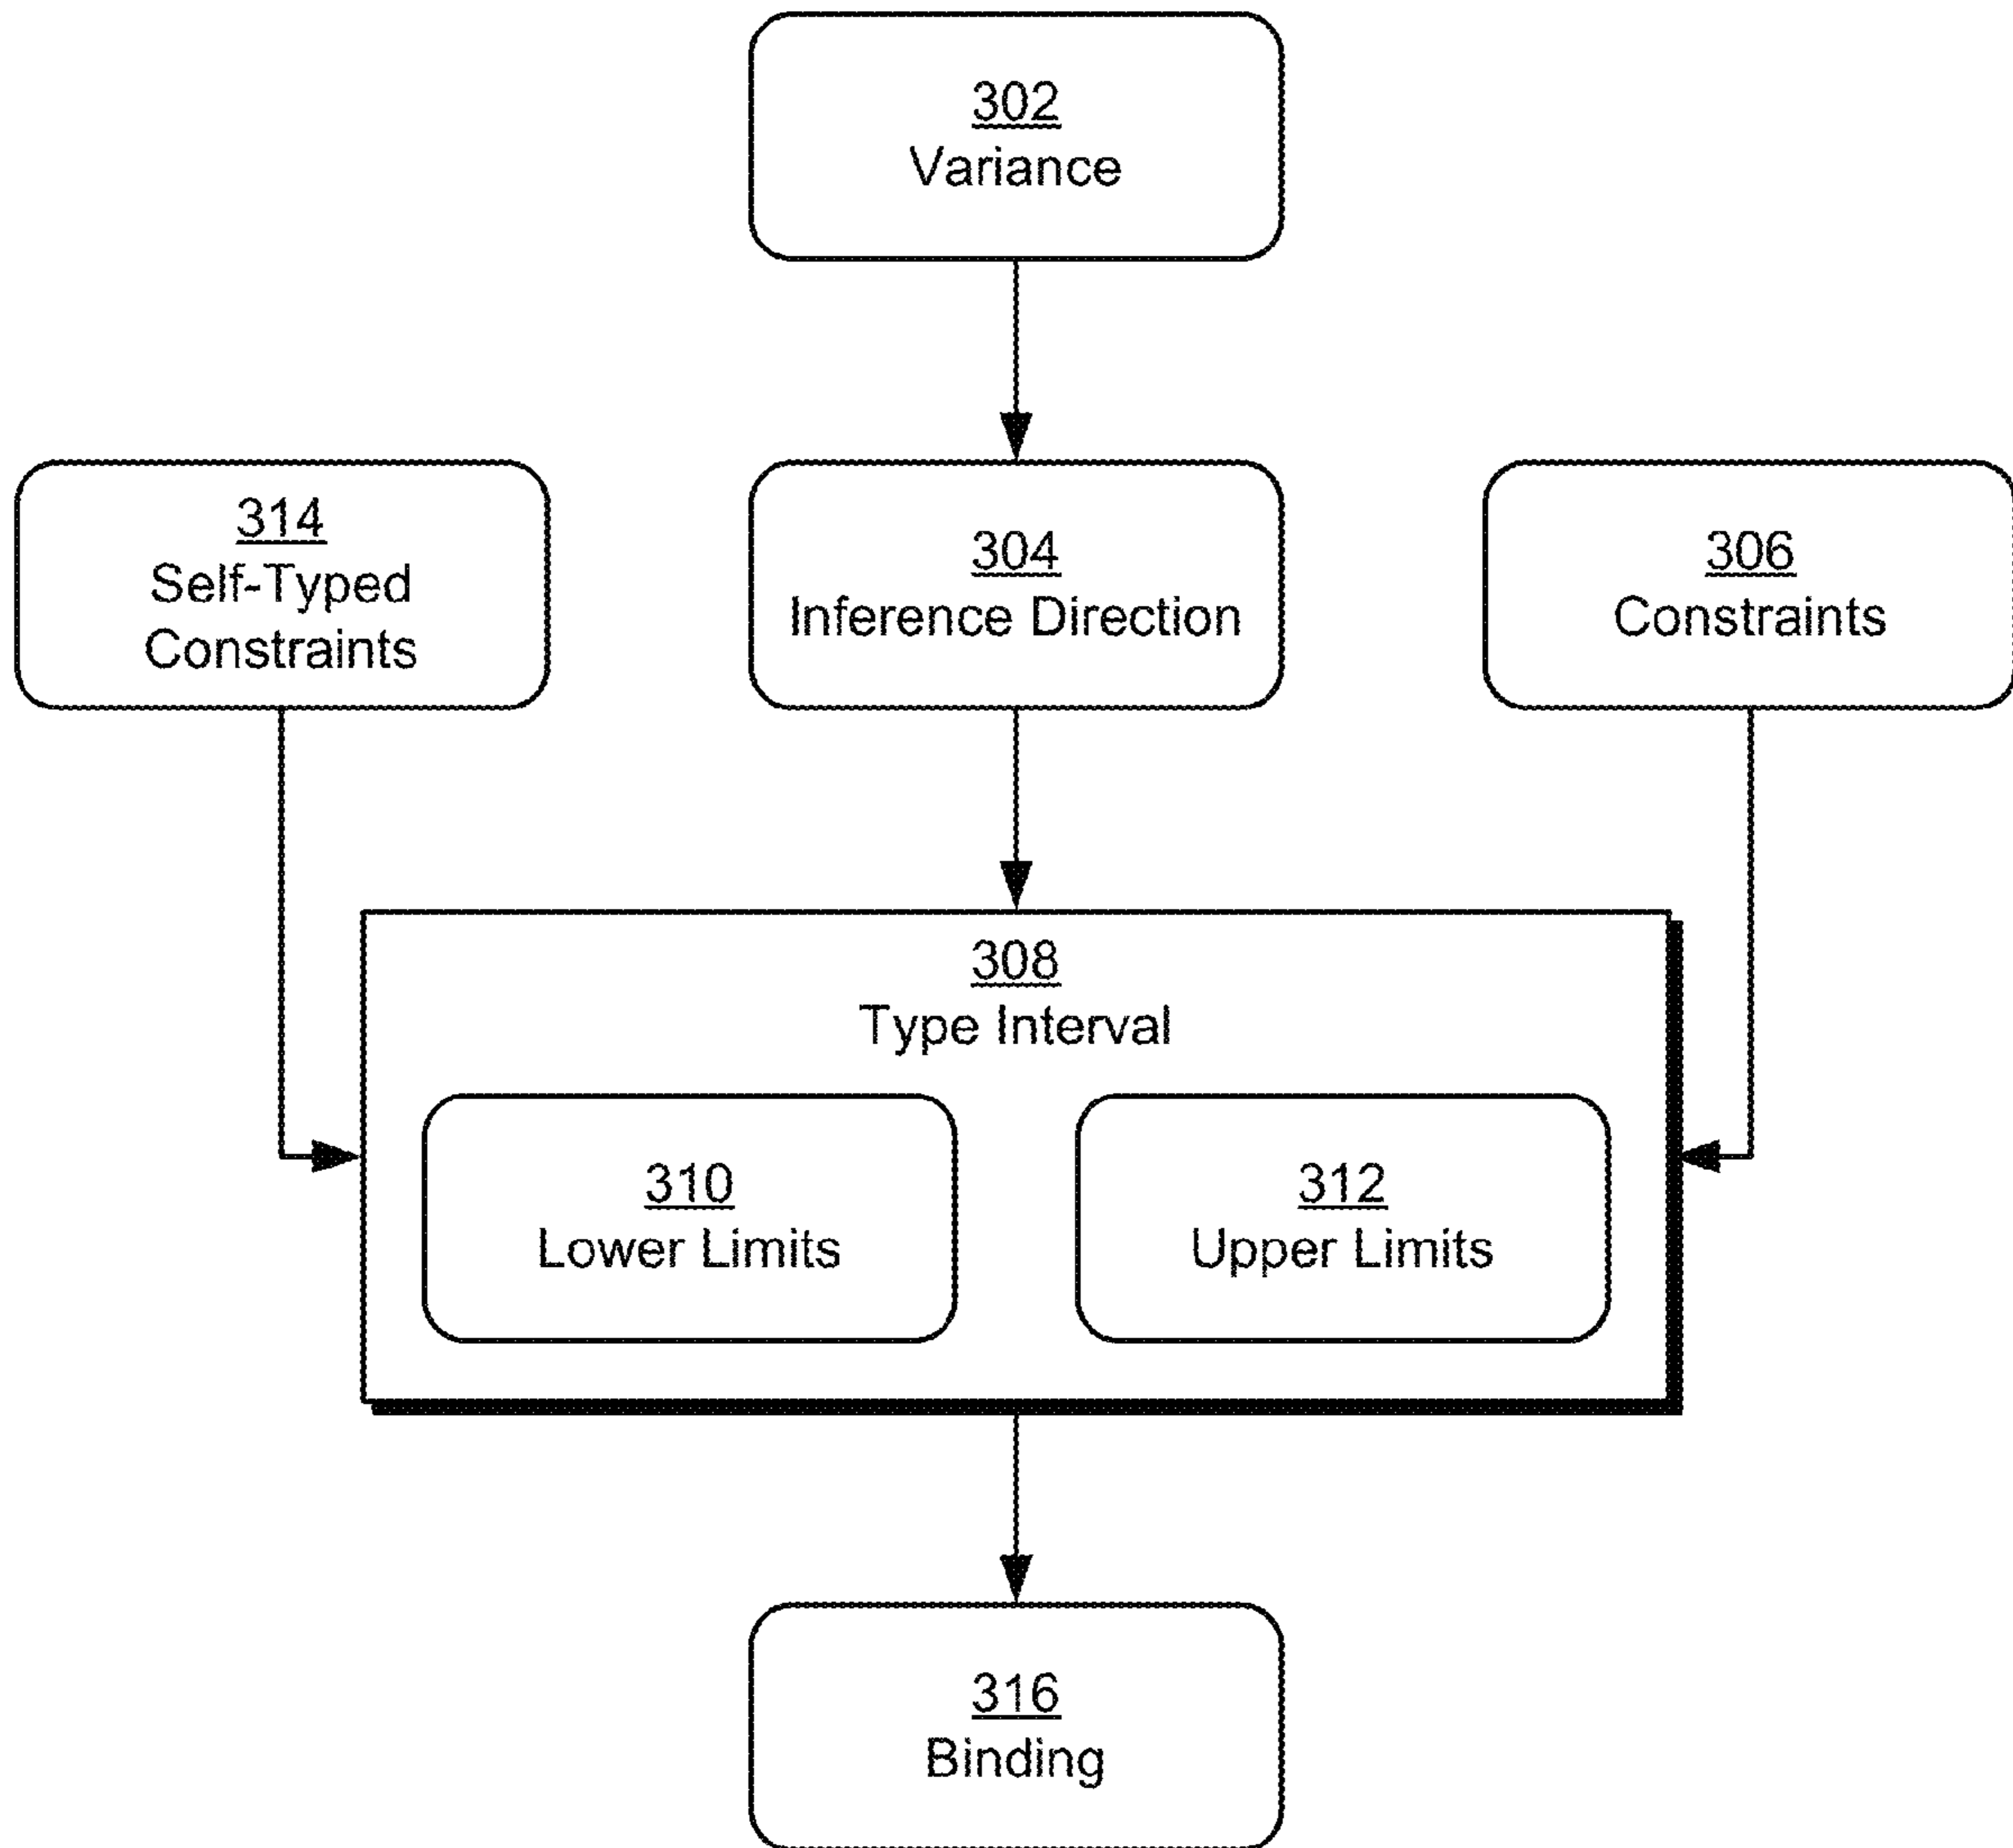 302
Variance
314
Self-Typed
Constraints
304
Inference Direction
306
Constraints
308
Type Interval
310
Lower Limits
312
Upper Limits
316
Binding